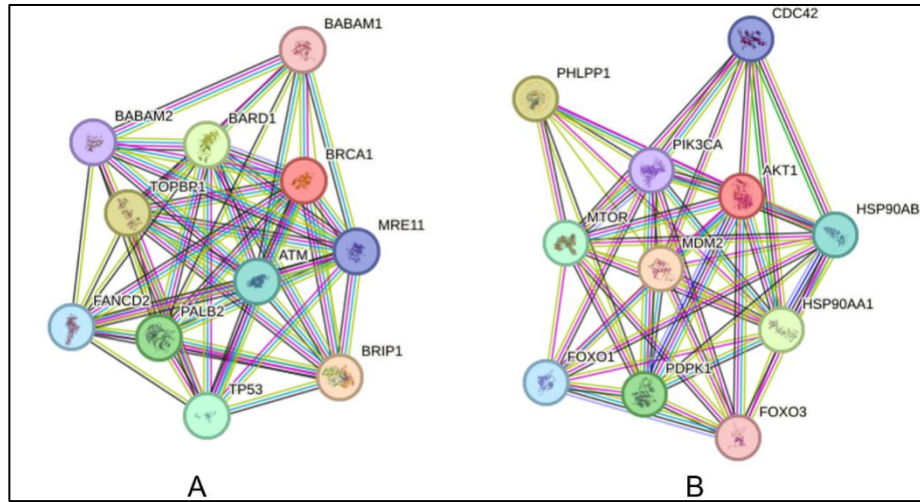 BABAM1
BABAM2
BARD1
BRCA1
TOPBP1
MRE11
ATM
FANCD2
PALB2
BRIP1
TP53
A
CDC42
PHLPP1
PIK3CA
AKT1
HSP90AB
MTOR
MDM2
HSP90AA1
FOXO1
PDPK1
FOXO3
B